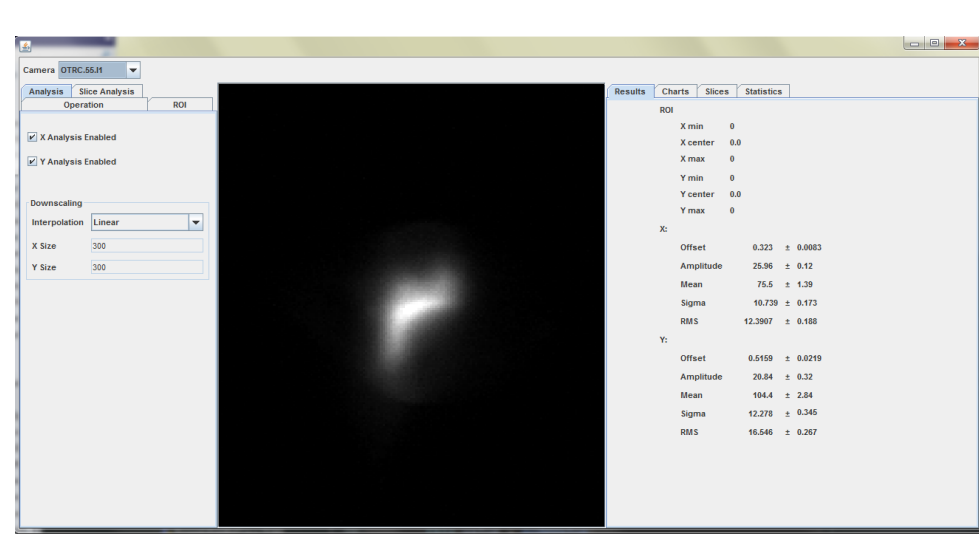 Camera OTRC.55.I1
Analysis Slice Analysis
Operation ROI
X Analysis Enabled
Y Analysis Enabled
Downscaling
Interpolation Linear
X Size 300
Y Size 300
Results Charts Slices Statistics
ROI
X min 0
X center 0.0
X max 0
Y min 0
Y center 0.0
Y max 0
X:
Offset 0.323 ± 0.0083
Amplitude 25.96 ± 0.12
Mean 75.5 ± 1.39
Sigma 10.739 ± 0.173
RMS 12.3907 ± 0.188
Y:
Offset 0.5159 ± 0.0219
Amplitude 20.84 ± 0.32
Mean 104.4 ± 2.84
Sigma 12.278 ± 0.345
RMS 16.546 ± 0.267